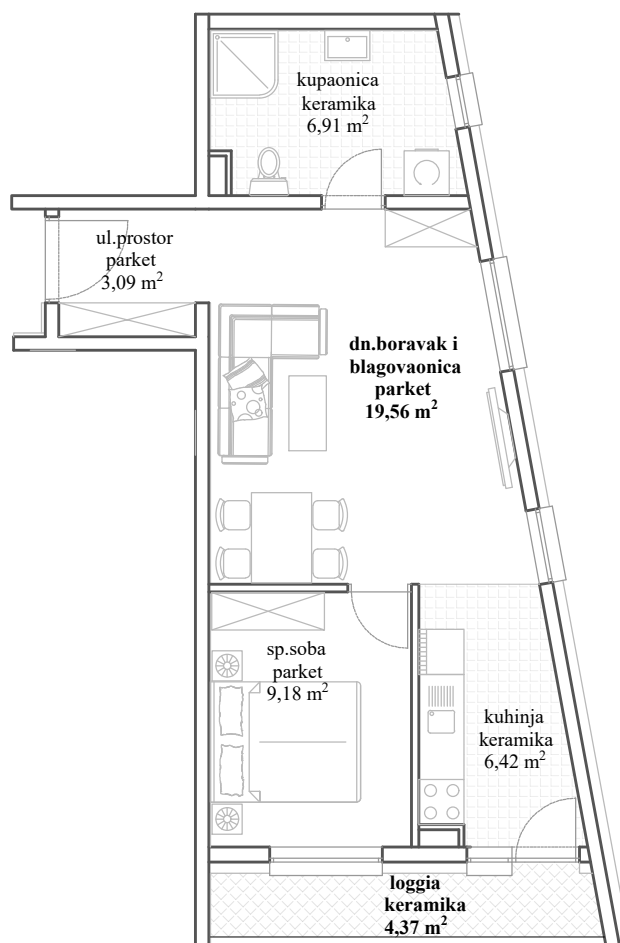 kupaonica
keramika
6,91 m²
ul.prostor
parket
3,09 m²
dn.boravak i
blagovaonica
parket
19,56 m²
sp.soba
parket
9,18 m²
kuhinja
keramika
6,42 m²
loggia
keramika
4,37 m²